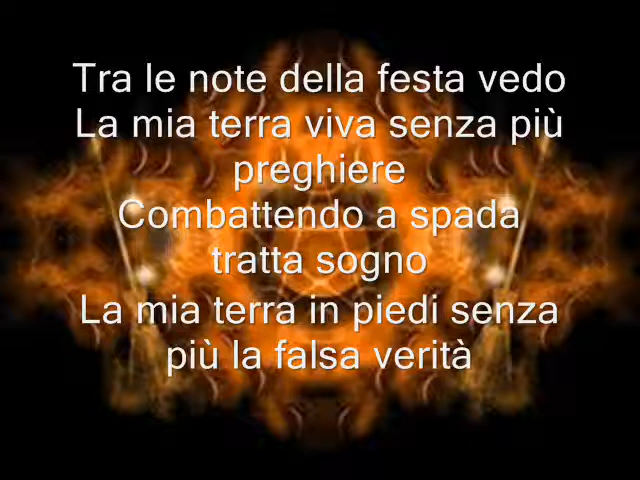 Tra le note della festa vedo
La mia terra viva senza più
preghiere
Combattendo a spada
tratta sogno
La mia terra in piedi senza
più la falsa verità